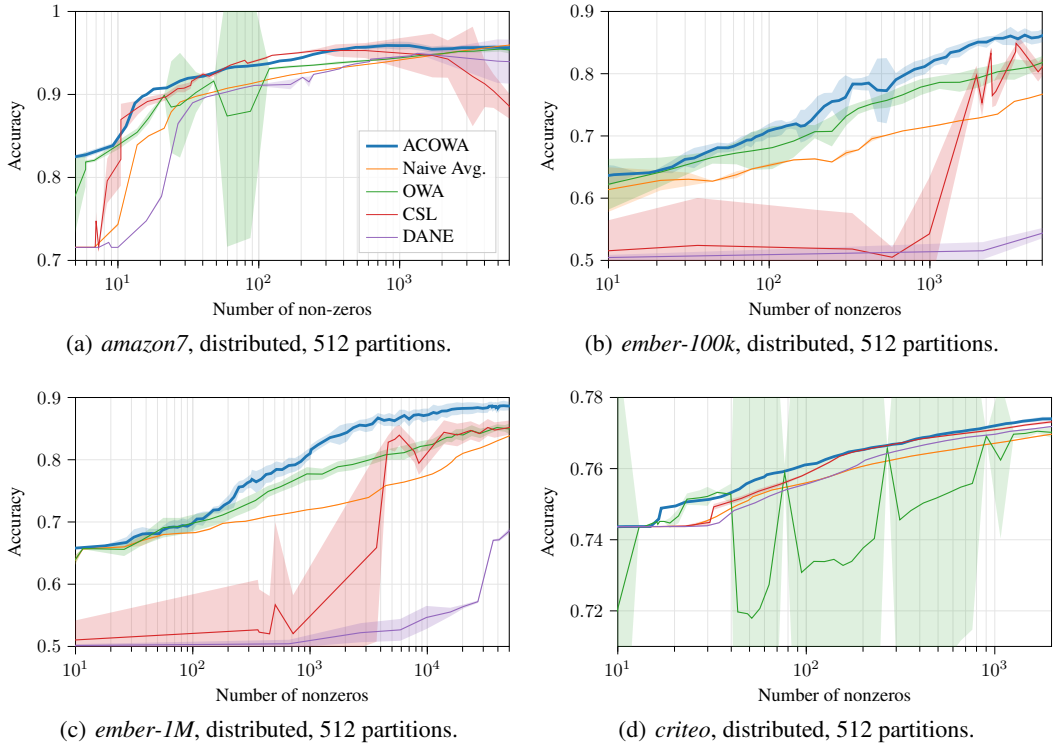 1
0.9
0.8
0.7
Accuracy
10^1
10^2
10^3
Number of non-zeros
ACOWA
Naive Avg.
OWA
CSL
DANE
(a) amazon7, distributed, 512 partitions.
0.9
0.8
0.7
0.6
0.5
Accuracy
10^1
10^2
10^3
Number of nonzeros
(b) ember-100k, distributed, 512 partitions.
0.9
0.8
0.7
0.6
0.5
Accuracy
10^1
10^2
10^3
10^4
Number of nonzeros
(c) ember-1M, distributed, 512 partitions.
0.78
0.76
0.74
0.72
Accuracy
10^1
10^2
10^3
Number of nonzeros
(d) criteo, distributed, 512 partitions.